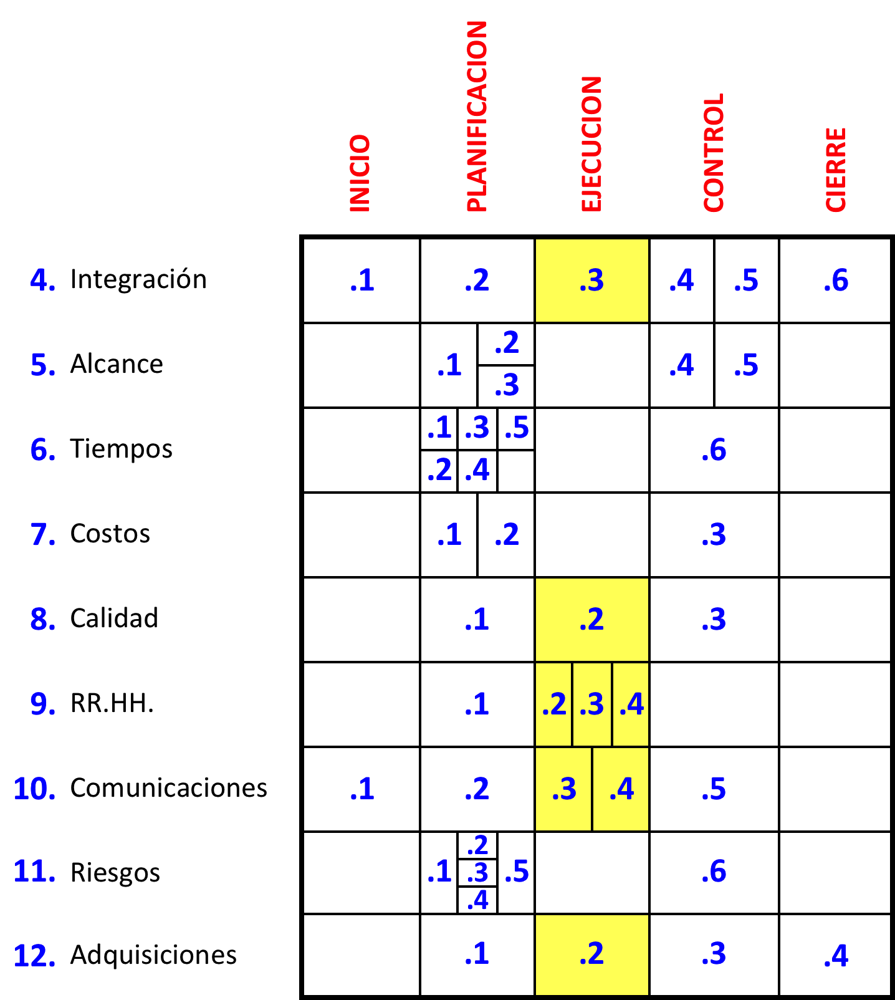 INICIO PLANIFICACION EJECUCION CONTROL CIERRE
4. Integración .1 .2 .3 .4 .5 .6
5. Alcance .1 .2 .3 .4 .5
6. Tiempos .1 .3 .5 .2 .4 .6
7. Costos .1 .2 .3
8. Calidad .1 .2 .3
9. RR.HH. .1 .2 .3 .4
10. Comunicaciones .1 .2 .3 .4 .5
11. Riesgos .1 .2 .3 .4 .5 .6
12. Adquisiciones .1 .2 .3 .4